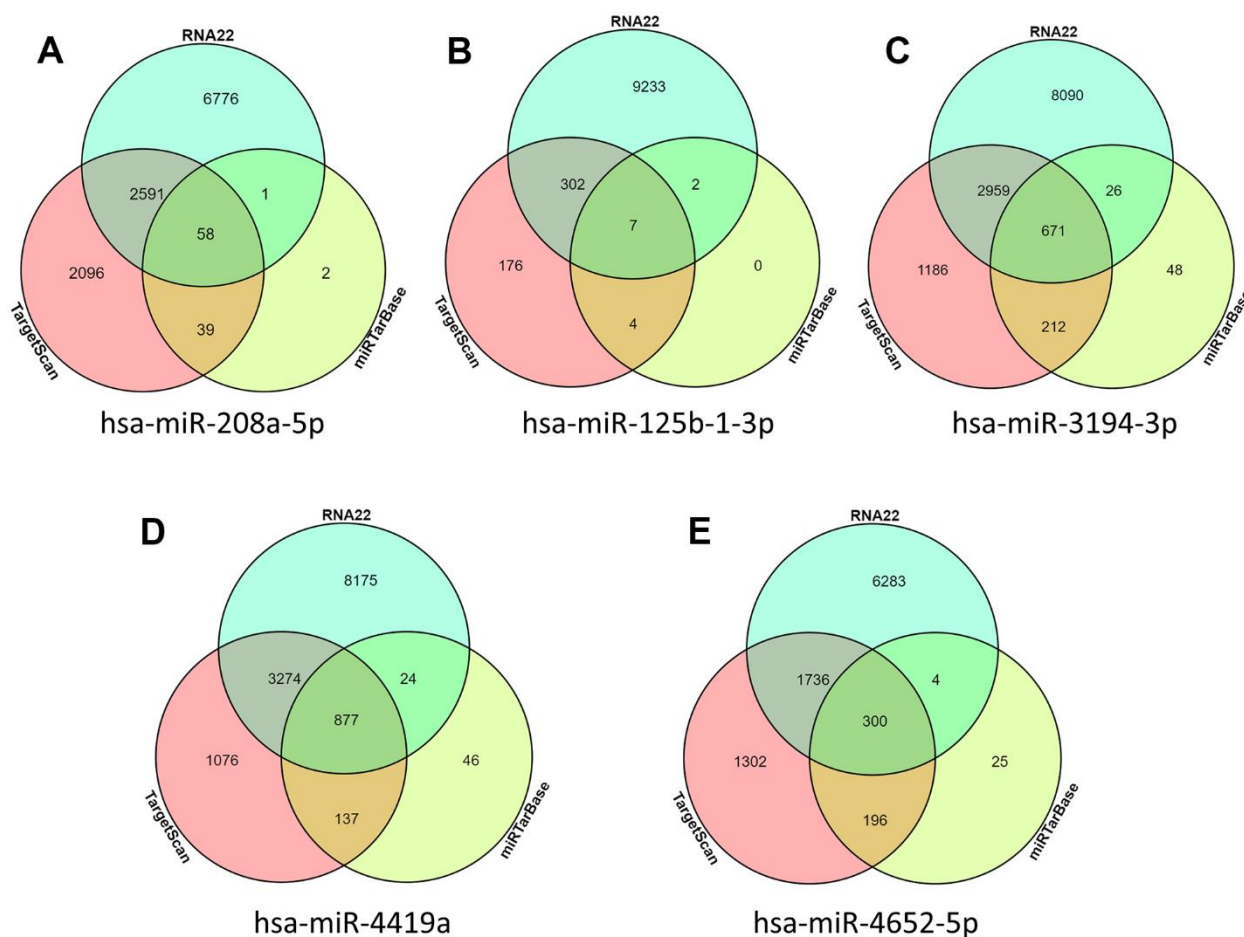 A
RNA22
6776
2591
1
58
2096
2
39
TargetScan
miRTarBase
hsa-miR-208a-5p
B
RNA22
9233
302
2
7
176
0
4
TargetScan
miRTarBase
hsa-miR-125b-1-3p
C
RNA22
8090
2959
26
671
1186
48
212
TargetScan
miRTarBase
hsa-miR-3194-3p
D
RNA22
8175
3274
24
877
1076
46
137
TargetScan
miRTarBase
hsa-miR-4419a
E
RNA22
6283
1736
4
300
1302
25
196
TargetScan
miRTarBase
hsa-miR-4652-5p